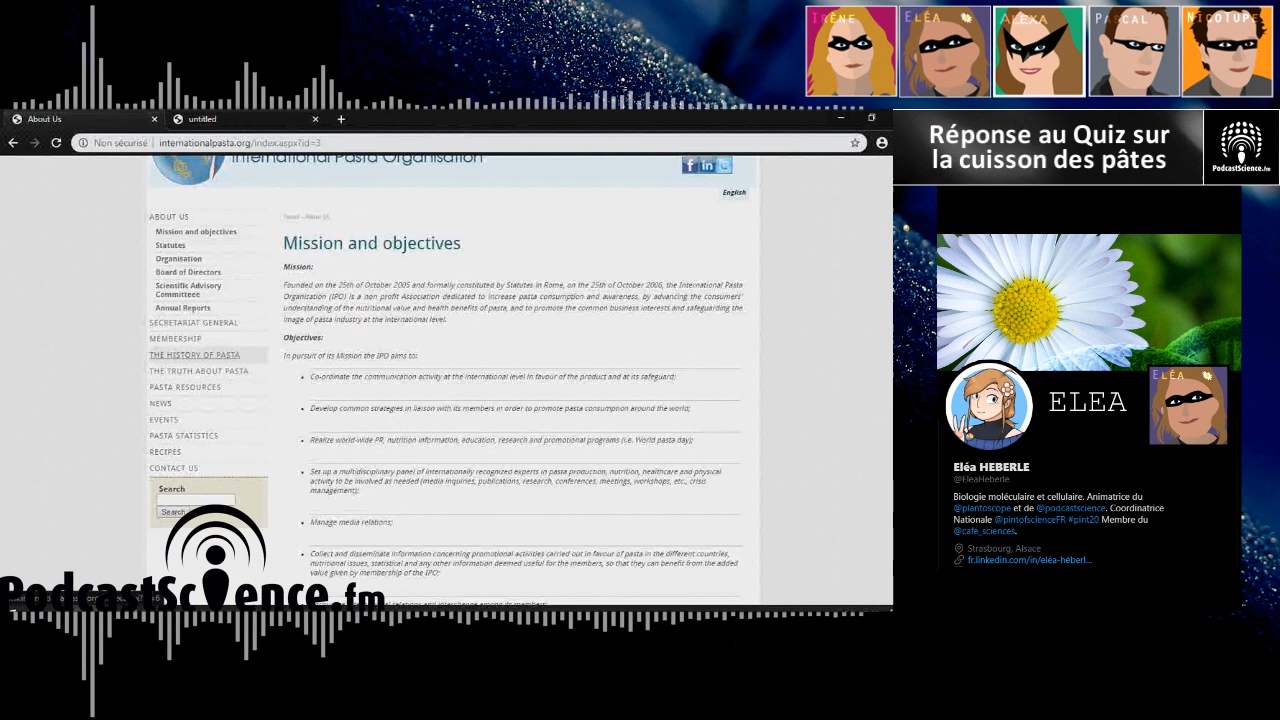 IRÈNE
ELÉA
ALEXA
PASCAL
NICOTUPE
About Us
untitled
Non sécurisé
internationalpasta.org/index.aspx?id=3
Réponse au Quiz sur
la cuisson des pâtes
PodcastScience.fm
International Pasta Organisation
English
ABOUT US
Mission and objectives
Statutes
Organisation
Board of Directors
Scientific Advisory
Committeee
Annual Reports
SECRETARIAT GENERAL
MEMBERSHIP
THE HISTORY OF PASTA
THE TRUTH ABOUT PASTA
PASTA RESOURCES
NEWS
EVENTS
PASTA STATISTICS
RECIPES
CONTACT US
Search
Search
Home - About Us
Mission and objectives
Mission:
Founded on the 25th of October 2005 and formally constituted by Statutes in Rome, on the 25th of October 2006, the International Pasta
Organisation (IPO) is a non profit Association dedicated to increase pasta consumption and awareness, by advancing the consumers'
understanding of the nutritional value and health benefits of pasta, and to promote the common business interests and safeguarding the
image of pasta industry at the international level.
Objectives:
In pursuit of its Mission the IPO aims to:
Co-ordinate the communication activity at the international level in favour of the product and at its safeguard;
Develop common strategies in liaison with its members in order to promote pasta consumption around the world;
Realize world-wide PR, nutrition information, education, research and promotional programs (i.e. World pasta day);
Set up a multidisciplinary panel of internationally recognized experts in pasta production, nutrition, healthcare and physical
activity to be involved as needed (media inquiries, publications, research, conferences, meetings, workshops, etc., crisis
management);
Manage media relations;
Collect and disseminate information concerning promotional activities carried out in favour of pasta in the different countries,
nutritional issues, statistical and any other information deemed useful for the members, so that they can benefit from the added
value given by membership of the IPO;
relations and interchange among its members;
PodcastScience.fm
ELEA
ELÉA
Eléa HEBERLE
@EleaHeberle
Biologie moléculaire et cellulaire. Animatrice du
@plantoscope et de @podcastscience. Coordinatrice
Nationale @pintofscienceFR #pint20 Membre du
@cafe_sciences.
Strasbourg, Alsace
fr.linkedin.com/in/eléa-héberl...